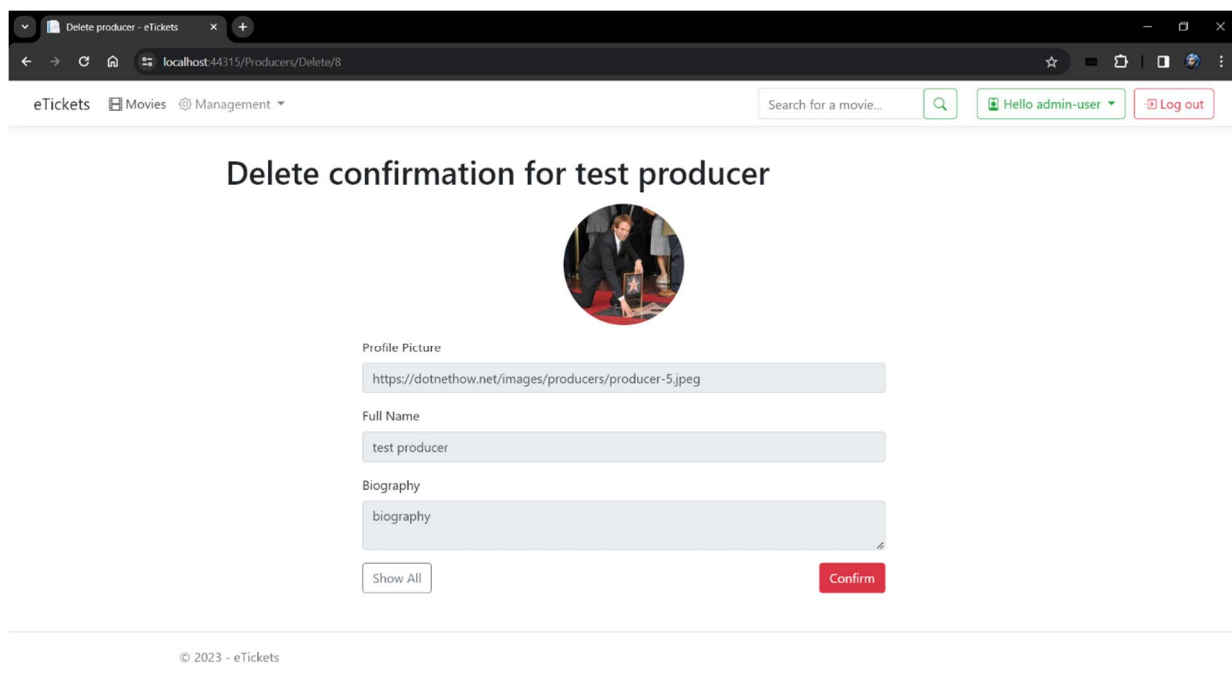 Delete producer - eTickets
localhost:44315/Producers/Delete/8
eTickets Movies Management Search for a movie... Hello admin-user Log out
Delete confirmation for test producer
Profile Picture
https://dotnethow.net/images/producers/producer-5.jpeg
Full Name
test producer
Biography
biography
Show All Confirm
© 2023 - eTickets